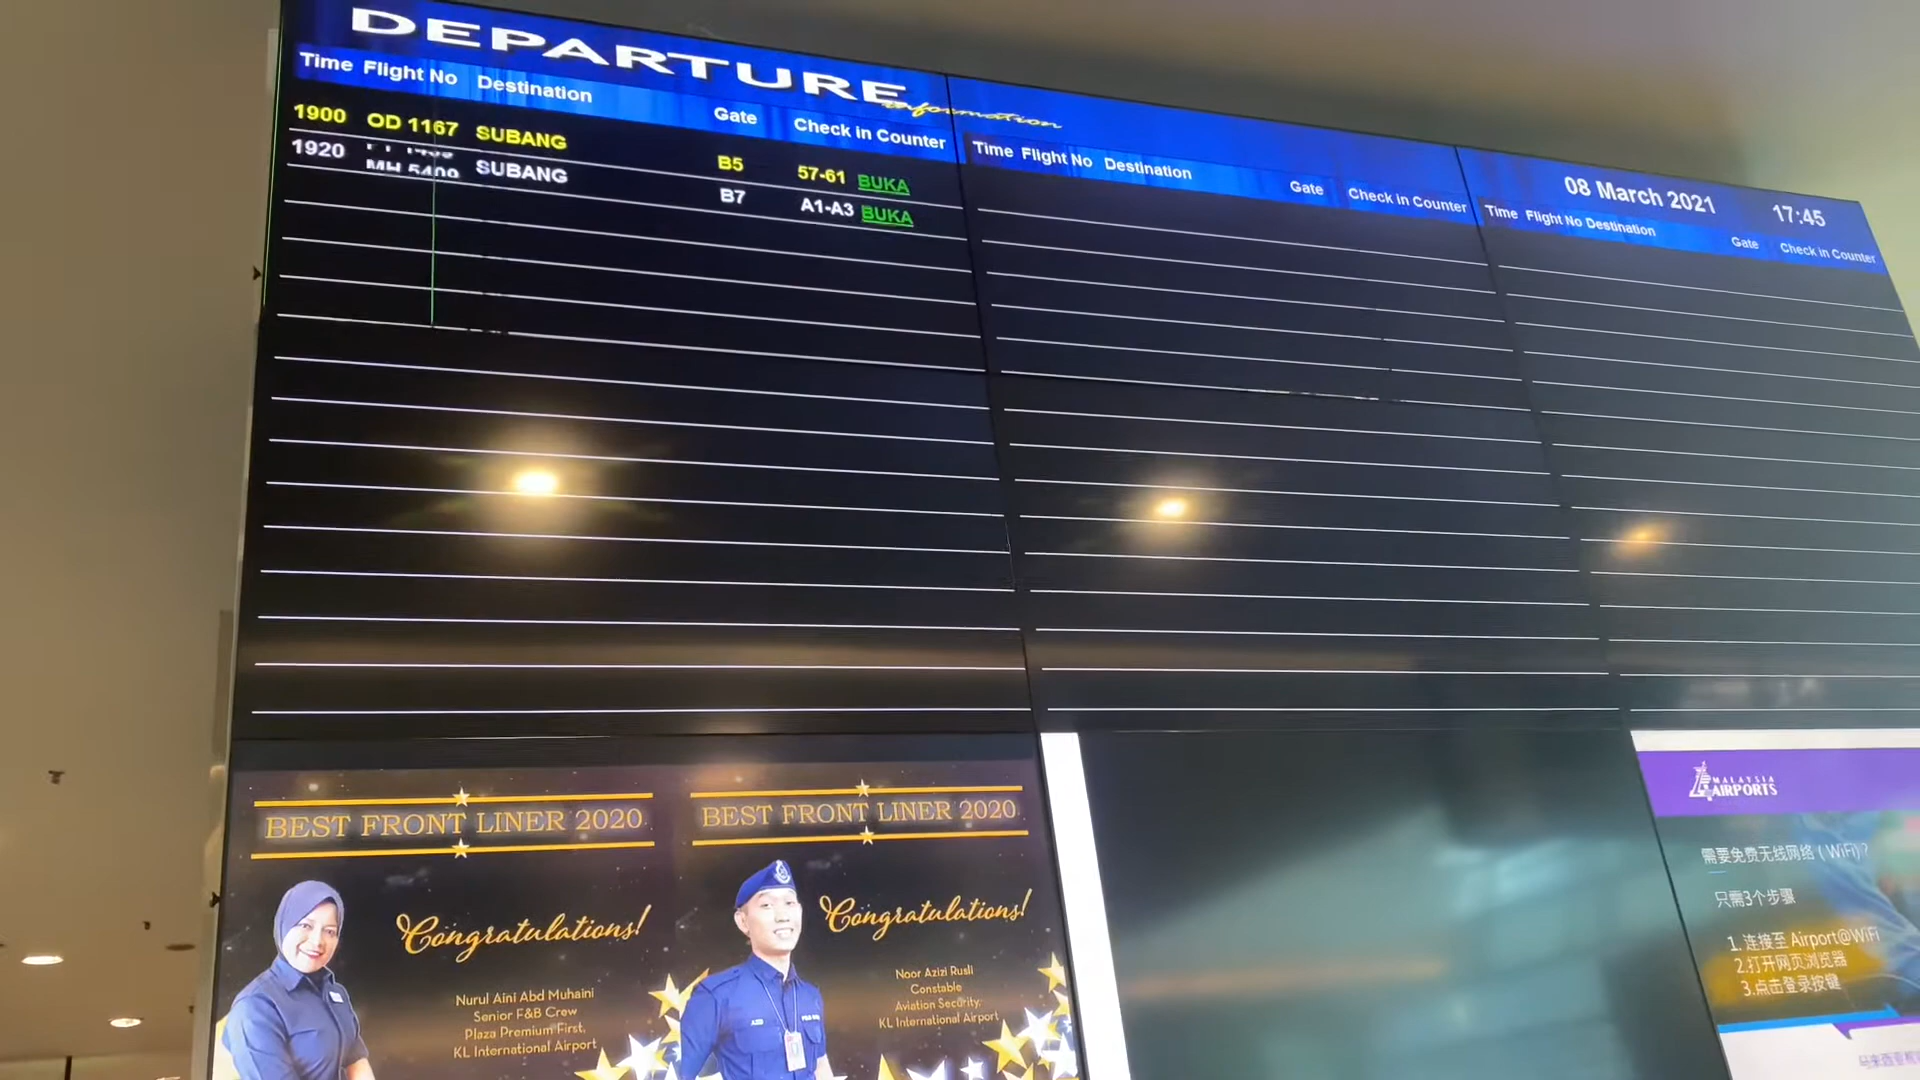 DEPARTURE
information
08 March 2021 17:45
Time Flight No Destination Gate Check in Counter
1900 OD 1167 SUBANG B5 57-61 BUKA
1920 MH 5409 SUBANG B7 A1-A3 BUKA
Time Flight No Destination Gate Check in Counter
Time Flight No Destination Gate Check in Counter
BEST FRONT LINER 2020
Congratulations!
Nurul Aini Abd Muhaini
Senior F&B Crew
Plaza Premium First,
KL International Airport
BEST FRONT LINER 2020
Congratulations!
Noor Azizi Rusli
Constable
Aviation Security,
KL International Airport
MALAYSIA
AIRPORTS
需要免费无线网络（WiFi）？
只需3个步骤
1. 连接至 Airport@WiFi
2.打开网页浏览器
3.点击登录按键